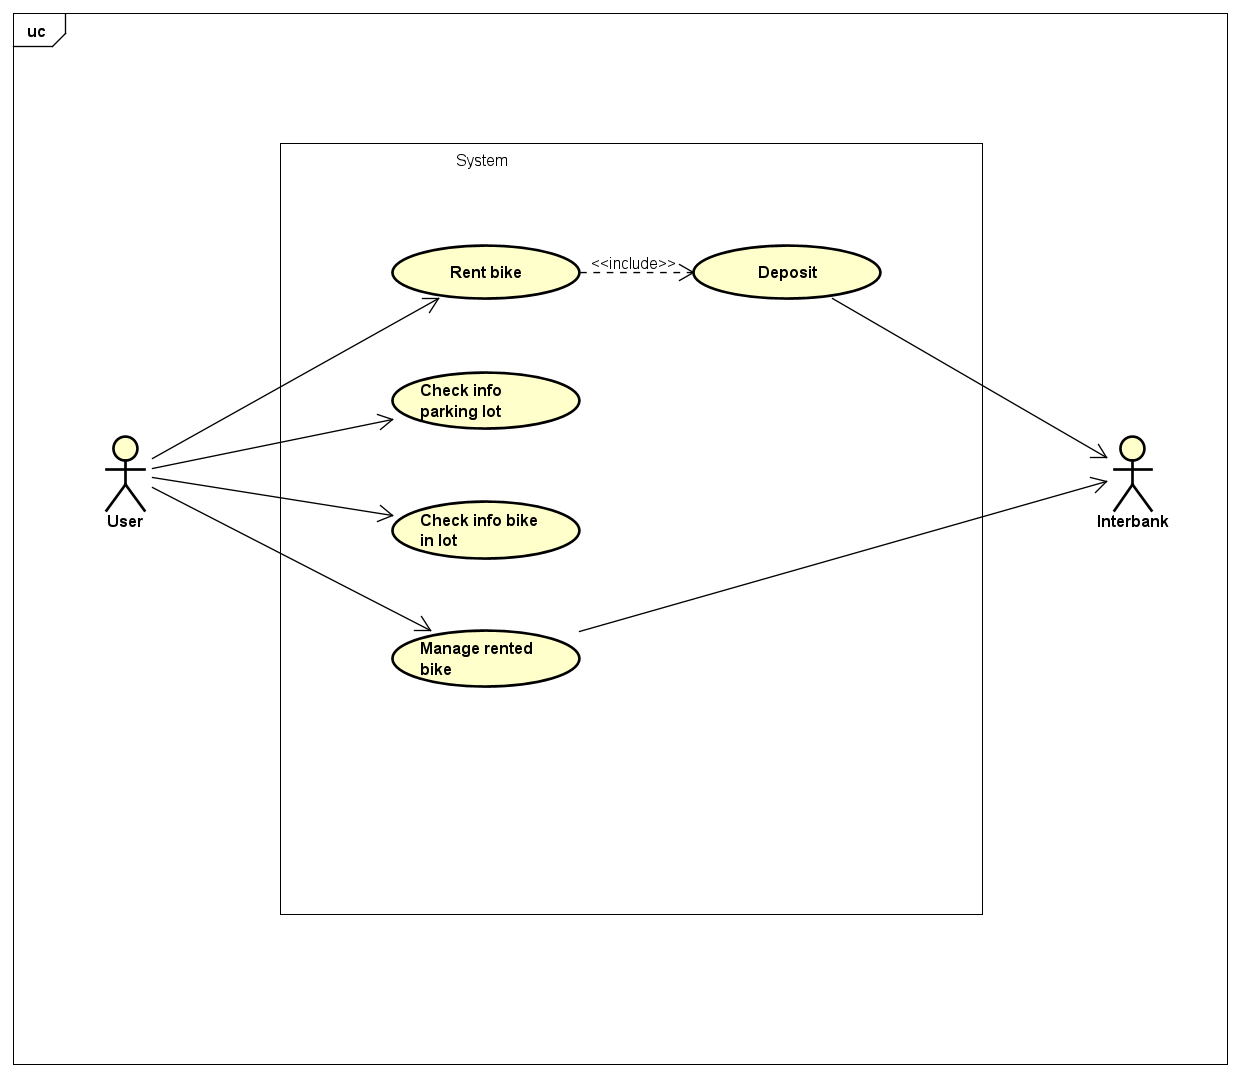 uc
System
Rent bike
<<include>>
Deposit
Check info
parking lot
User
Interbank
Check info bike
in lot
Manage rented
bike